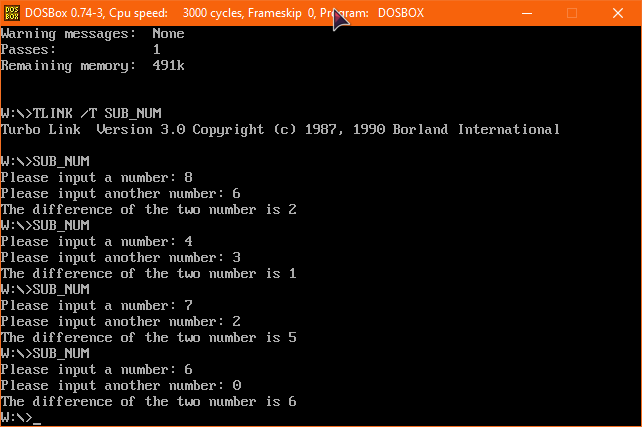 DOS
BOX
DOSBox 0.74-3, Cpu speed: 3000 cycles, Frameskip 0, Program: DOSBOX
Warning messages: None
Passes: 1
Remaining memory: 491k
W:\>TLINK /T SUB_NUM
Turbo Link Version 3.0 Copyright (c) 1987, 1990 Borland International
W:\>SUB_NUM
Please input a number: 8
Please input another number: 6
The difference of the two number is 2
W:\>SUB_NUM
Please input a number: 4
Please input another number: 3
The difference of the two number is 1
W:\>SUB_NUM
Please input a number: 7
Please input another number: 2
The difference of the two number is 5
W:\>SUB_NUM
Please input a number: 6
Please input another number: 0
The difference of the two number is 6
W:\>_